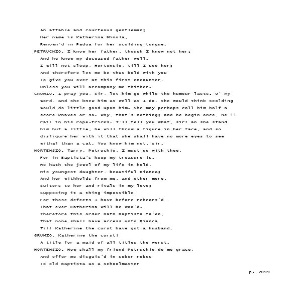 An affable and courteous gentleman;
Her name is Katherina Minola,
Renown'd in Padua for her scolding tongue.
PETRUCHIO. I know her father, though I know not her;
And he knew my deceased father well.
I will not sleep, Hortensio, till I see her;
And therefore let me be thus bold with you
To give you over at this first encounter,
Unless you will accompany me thither.
GRUMIO. I pray you, sir, let him go while the humour lasts. O' my
word, and she knew him as well as I do, she would think scolding
would do little good upon him. She may perhaps call him half a
score knaves or so. Why, that's nothing; and he begin once, he'll
rail in his rope-tricks. I'll tell you what, sir: an she stand
him but a little, he will throw a figure in her face, and so
disfigure her with it that she shall have no more eyes to see
withal than a cat. You know him not, sir.
HORTENSIO. Tarry, Petruchio, I must go with thee,
For in Baptista's keep my treasure is.
He hath the jewel of my life in hold,
His youngest daughter, beautiful Bianca;
And her withholds from me, and other more,
Suitors to her and rivals in my love;
Supposing it a thing impossible-
For those defects I have before rehears'd-
That ever Katherina will be woo'd.
Therefore this order hath Baptista ta'en,
That none shall have access unto Bianca
Till Katherine the curst have got a husband.
GRUMIO. Katherine the curst!
A title for a maid of all titles the worst.
HORTENSIO. Now shall my friend Petruchio do me grace,
And offer me disguis'd in sober robes
To old Baptista as a schoolmaster